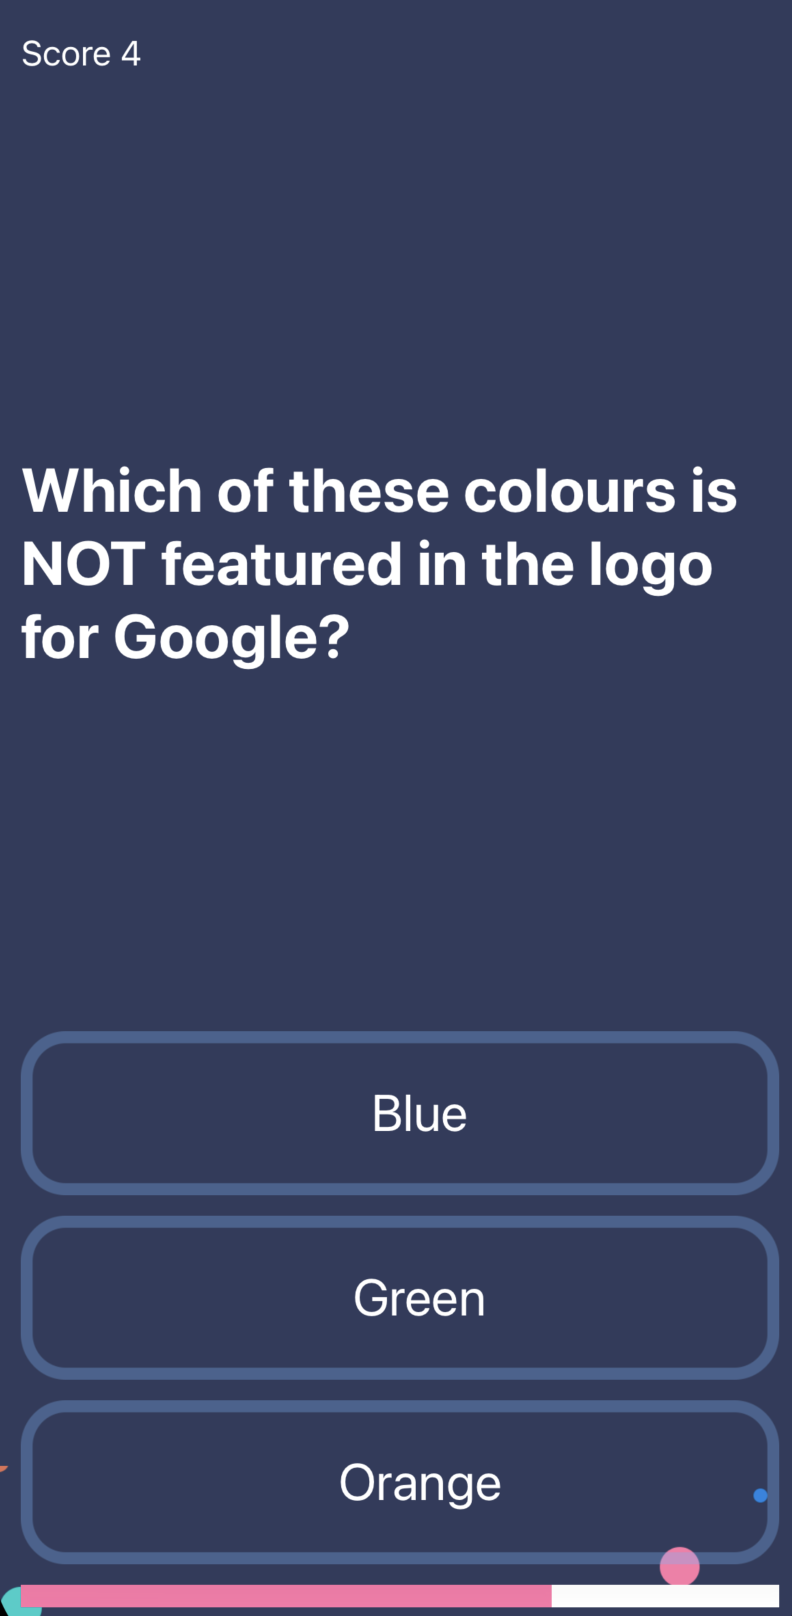 Score 4
Which of these colours is
NOT featured in the logo
for Google?
Blue
Green
Orange